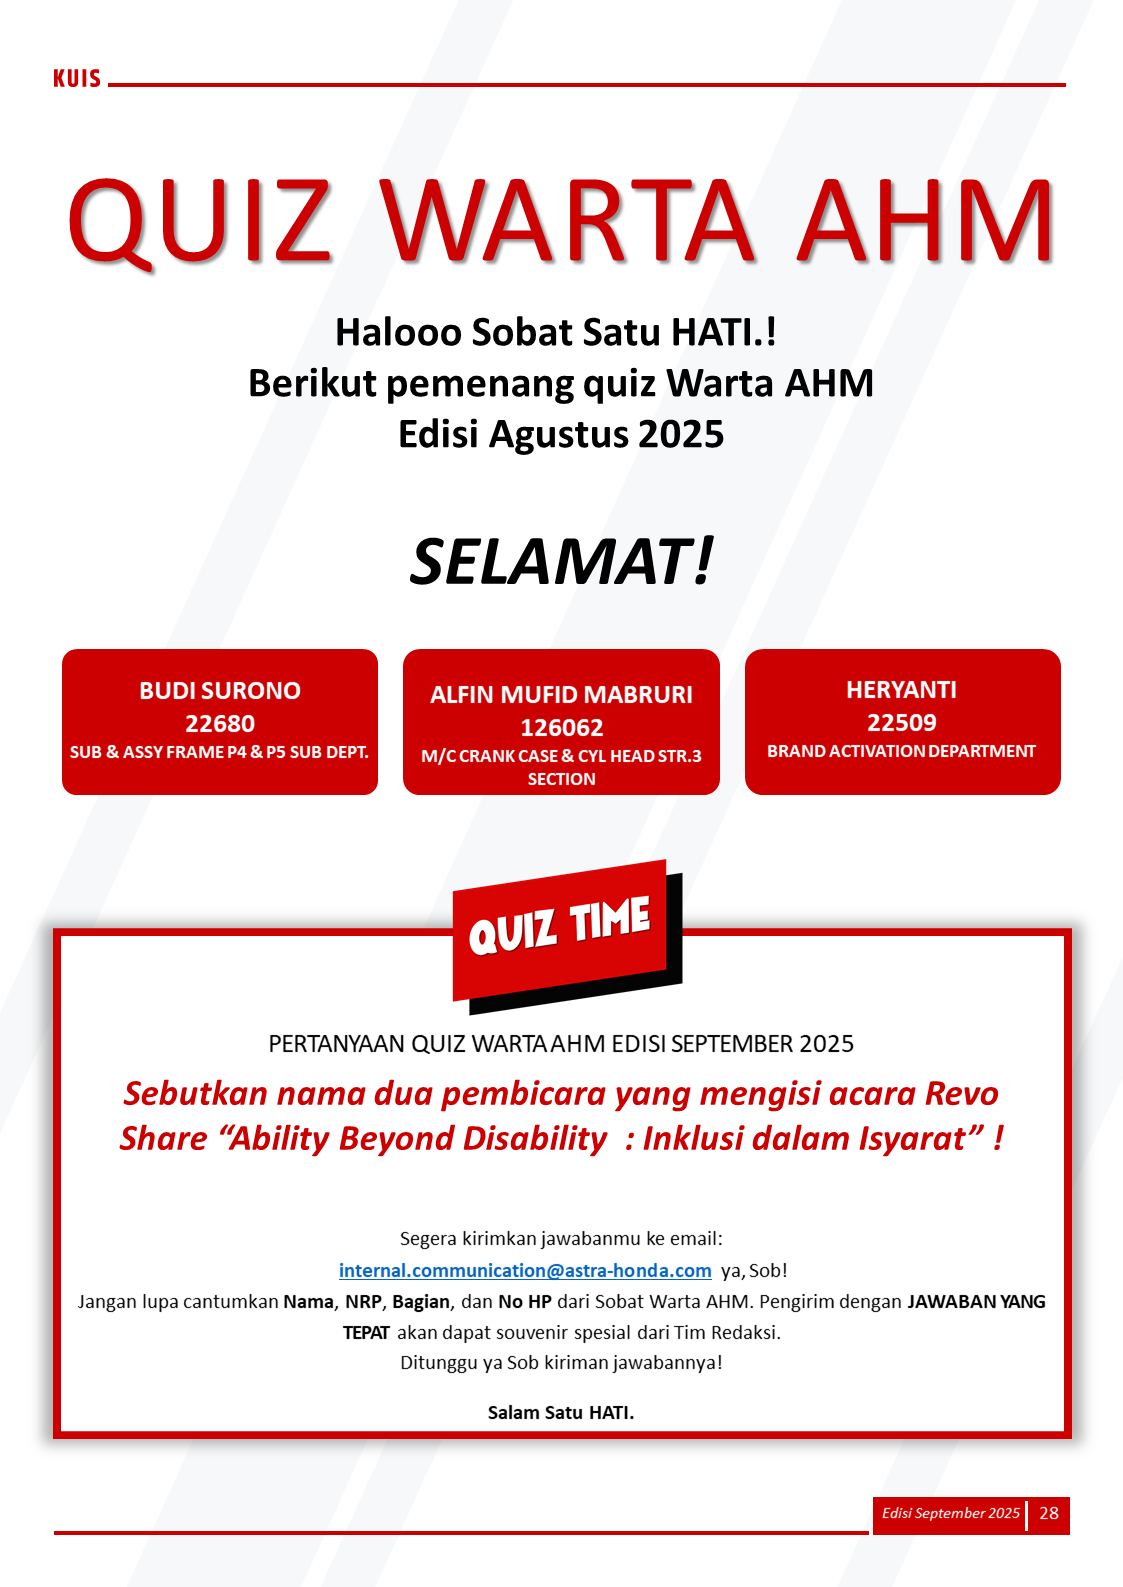 KUIS
QUIZ WARTA AHM
Halooo Sobat Satu HATI.!
Berikut pemenang quiz Warta AHM
Edisi Agustus 2025
SELAMAT!
BUDI SURONO
22680
SUB & ASSY FRAME P4 & P5 SUB DEPT.
ALFIN MUFID MABRURI
126062
M/C CRANK CASE & CYL HEAD STR.3
SECTION
HERYANTI
22509
BRAND ACTIVATION DEPARTMENT
QUIZ TIME
PERTANYAAN QUIZ WARTA AHM EDISI SEPTEMBER 2025
Sebutkan nama dua pembicara yang mengisi acara Revo
Share “Ability Beyond Disability  : Inklusi dalam Isyarat” !
Segera kirimkan jawabanmu ke email:
internal.communication@astra-honda.com ya, Sob!
Jangan lupa cantumkan Nama, NRP, Bagian, dan No HP dari Sobat Warta AHM. Pengirim dengan JAWABAN YANG
TEPAT akan dapat souvenir spesial dari Tim Redaksi.
Ditunggu ya Sob kiriman jawabannya!
Salam Satu HATI.
Edisi September 2025 28